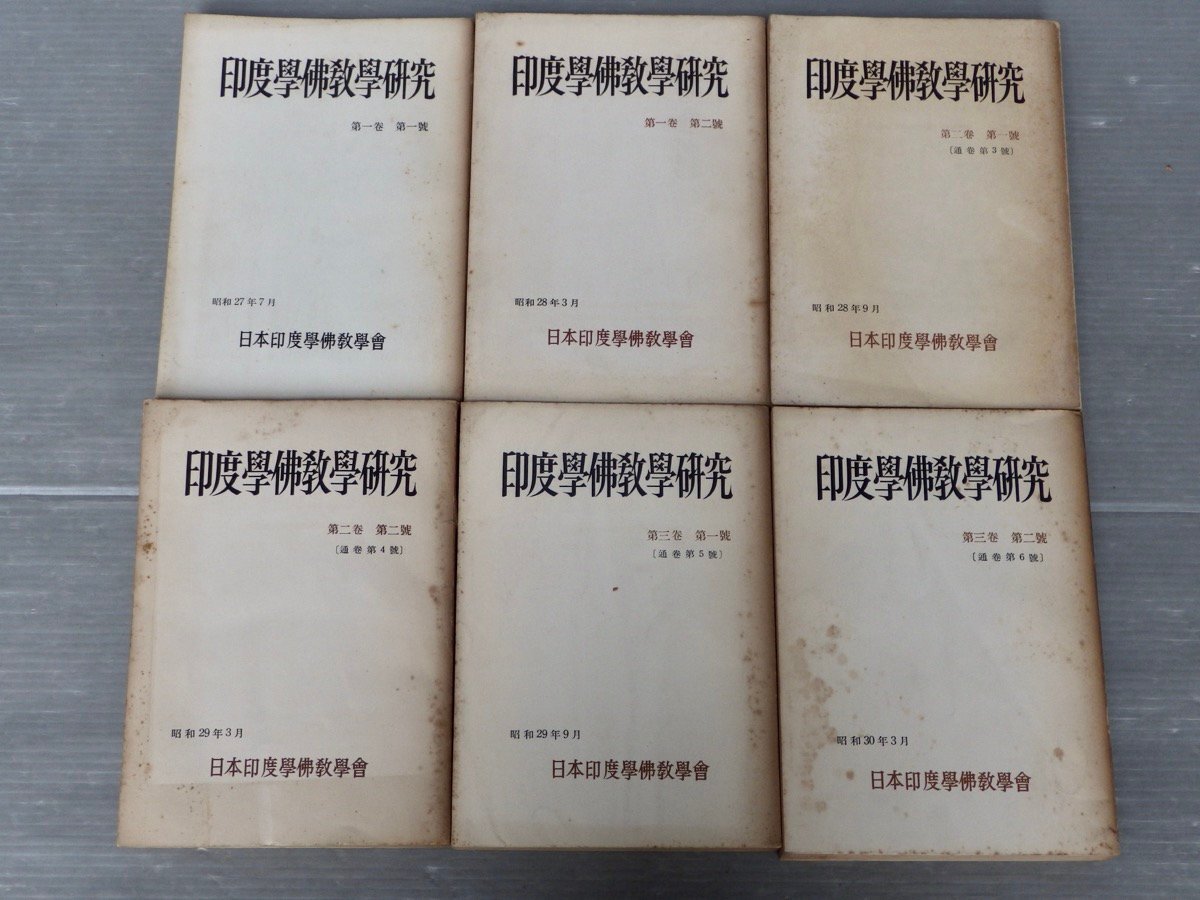 印度學佛敎學硏究
第一卷 第一號
昭和27年7月
日本印度學佛敎學會
印度學佛敎學硏究
第一卷 第二號
昭和28年3月
日本印度學佛敎學會
印度學佛敎學硏究
第二卷 第一號
〔通卷第3號〕
昭和28年9月
日本印度學佛敎學會
印度學佛敎學硏究
第二卷 第二號
〔通卷第4號〕
昭和29年3月
日本印度學佛敎學會
印度學佛敎學硏究
第三卷 第一號
〔通卷第5號〕
昭和29年9月
日本印度學佛敎學會
印度學佛敎學硏究
第三卷 第二號
〔通卷第6號〕
昭和30年3月
日本印度學佛敎學會